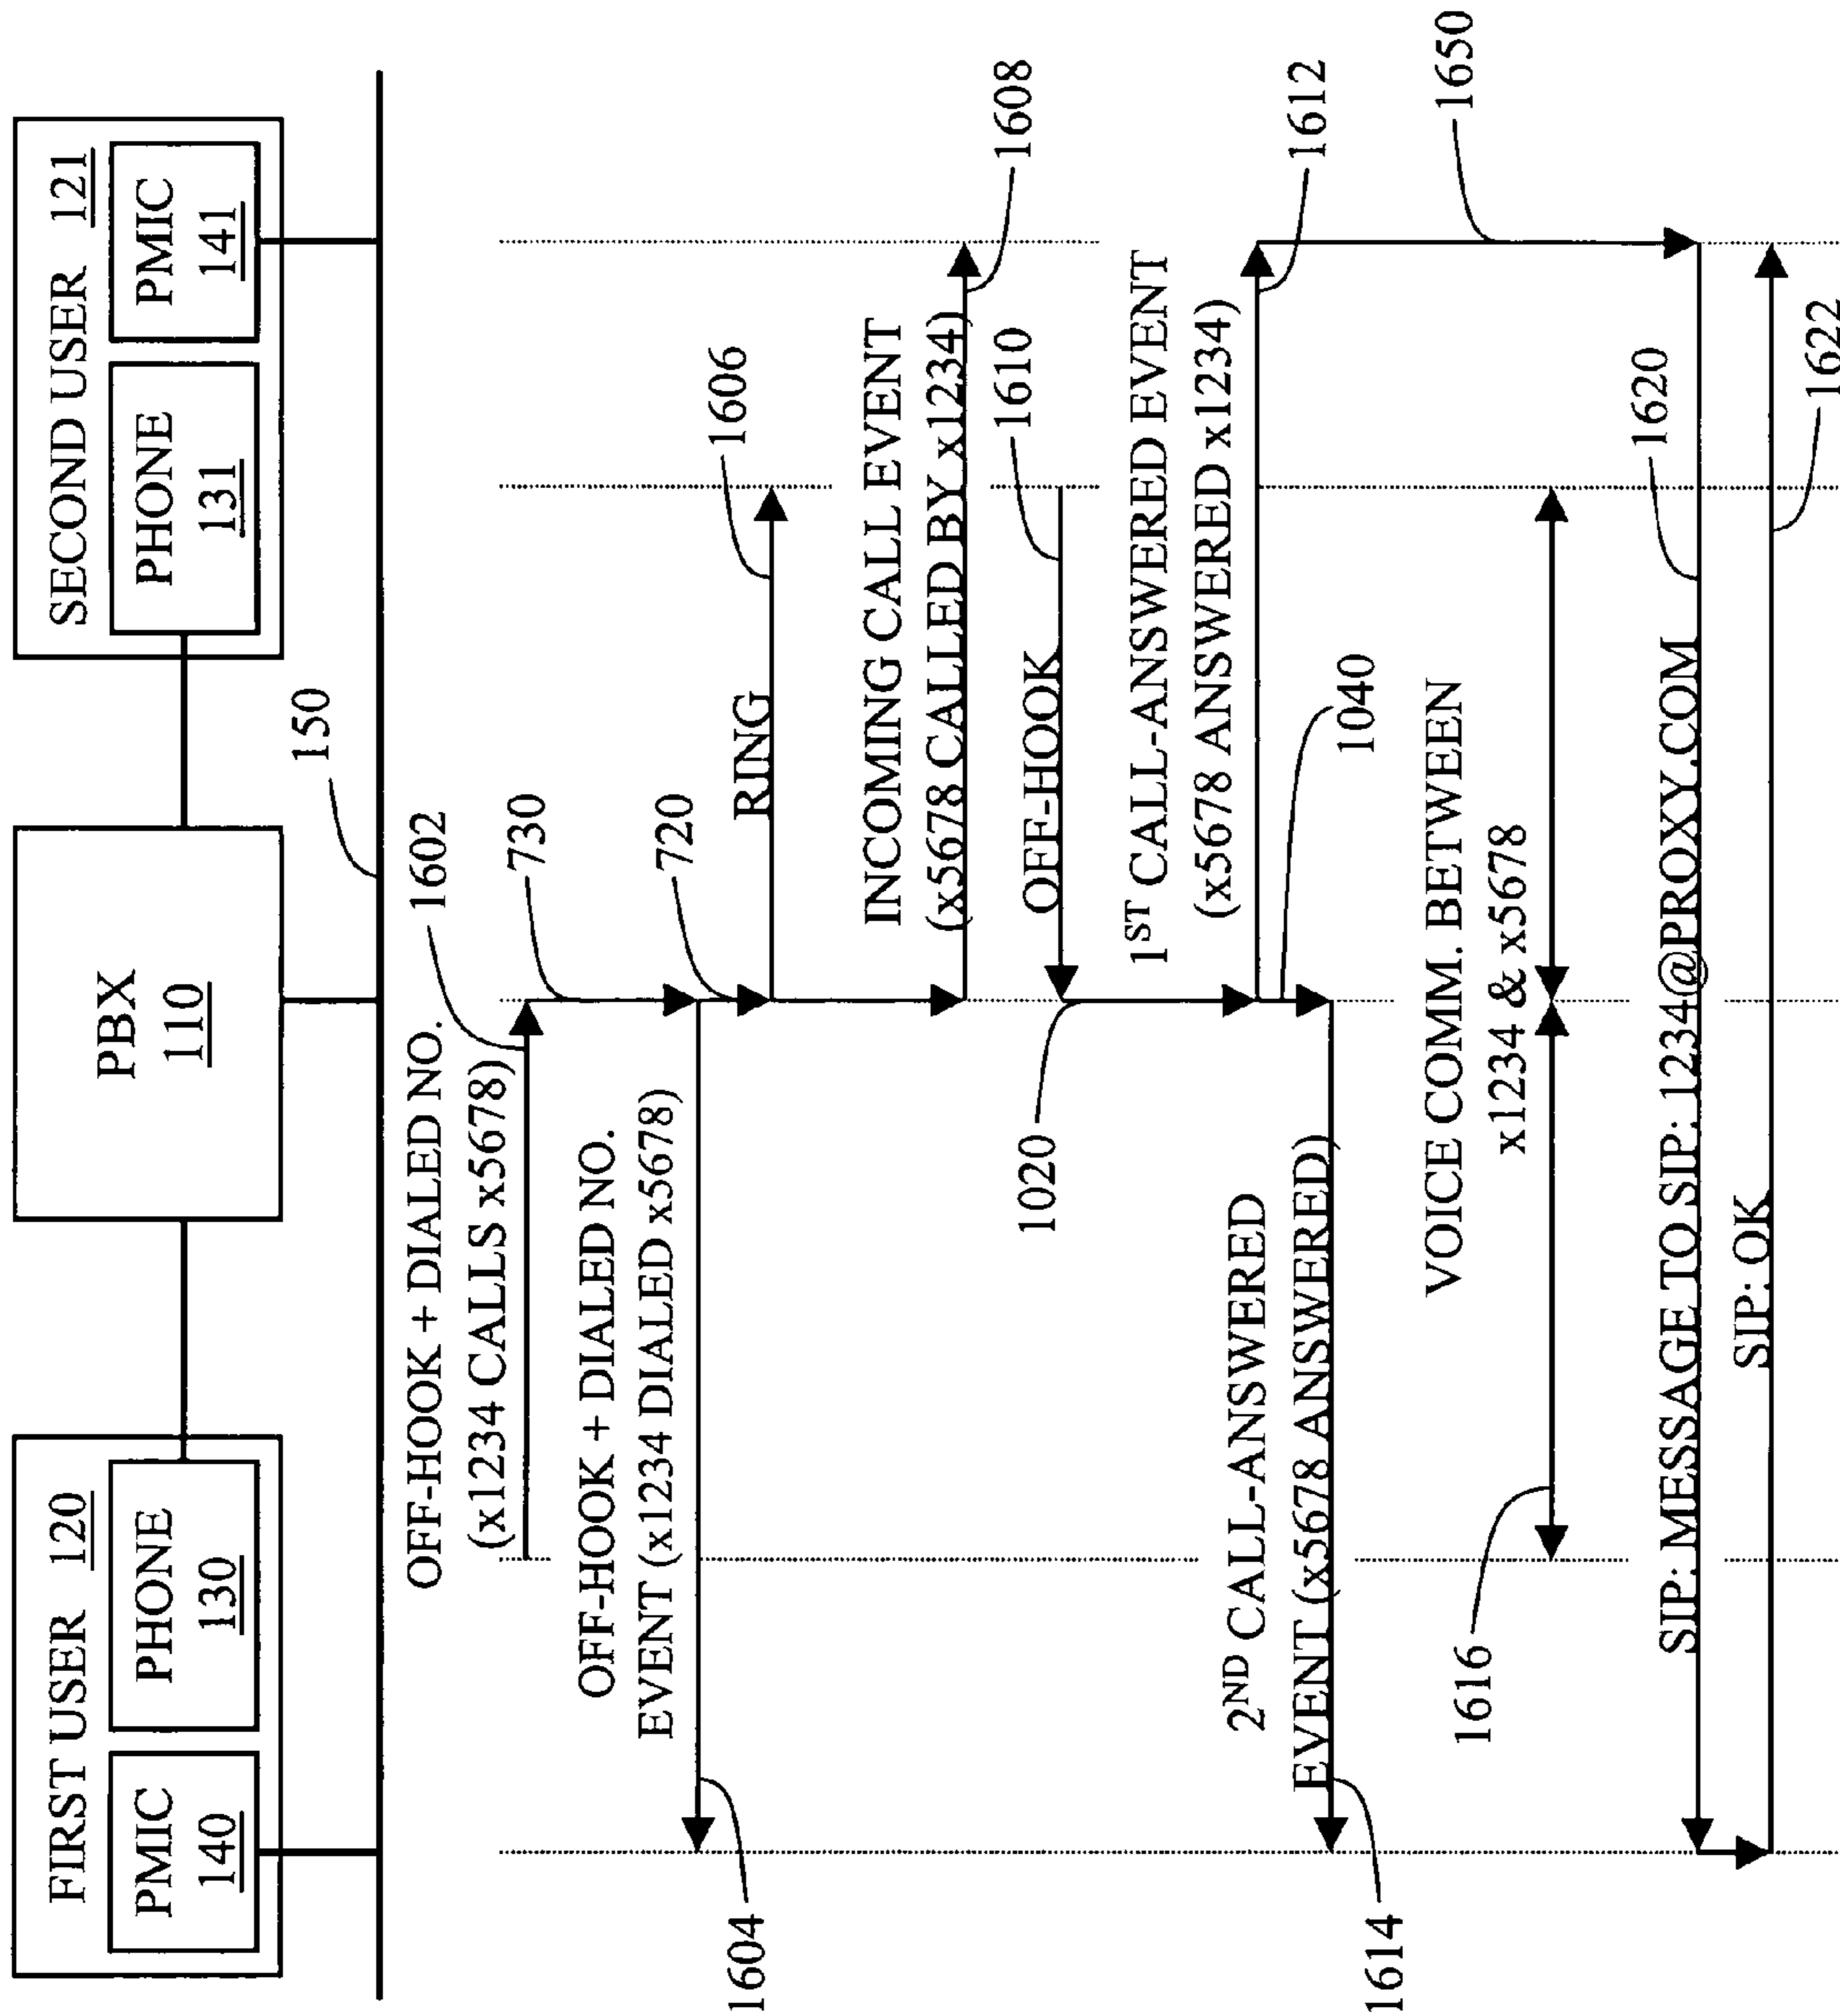 FIRST USER 120
PMIC
140
PHONE
130
PBX
110
SECOND USER 121
PHONE
131
PMIC
141
150
OFF-HOOK + DIALED NO.
(x1234 CALLS x5678)
1602
730
OFF-HOOK + DIALED NO.
EVENT (x1234 DIALED x5678)
1604
720
RING
1606
INCOMING CALL EVENT
(x5678 CALLED BY x1234)
1608
OFF-HOOK
1610
1020
1ST CALL-ANSWERED EVENT
(x5678 ANSWERED x1234)
1612
2ND CALL-ANSWERED
EVENT (x5678 ANSWERED)
1614
1040
VOICE COMM. BETWEEN
x1234 & x5678
1616
1650
SIP: MESSAGE TO SIP: 1234@PROXY.COM
1620
SIP: OK
1622